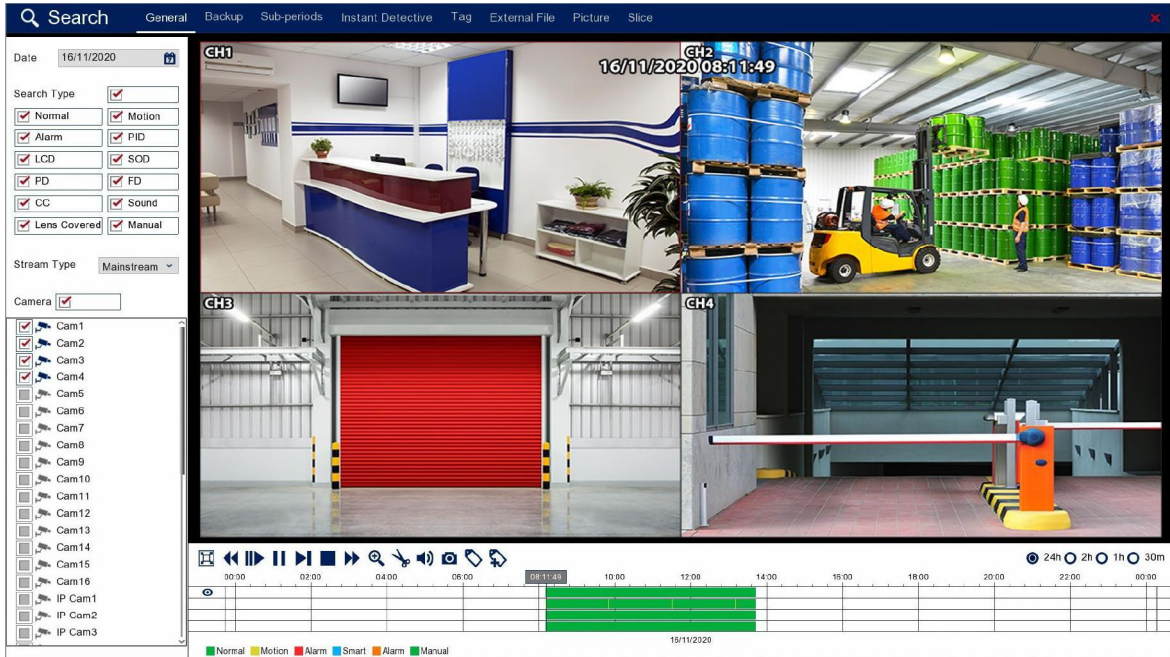 Search General Backup Sub-periods Instant Detective Tag External File Picture Slice
Date 16/11/2020
Search Type
Normal Motion
Alarm PID
LCD SOD
PD FD
CC Sound
Lens Covered Manual
Stream Type Mainstream
Camera
Cam1
Cam2
Cam3
Cam4
Cam5
Cam6
Cam7
Cam8
Cam9
Cam10
Cam11
Cam12
Cam13
Cam14
Cam15
Cam16
IP Cam1
IP Cam2
IP Cam3
CH1
CH2
16/11/2020 08:11:49
CH3
CH4
24h 2h 1h 30m
00:00 02:00 04:00 06:00 08:11:49 10:00 12:00 14:00 16:00 18:00 20:00 22:00 00:00
16/11/2020
Normal Motion Alarm Smart Alarm Manual